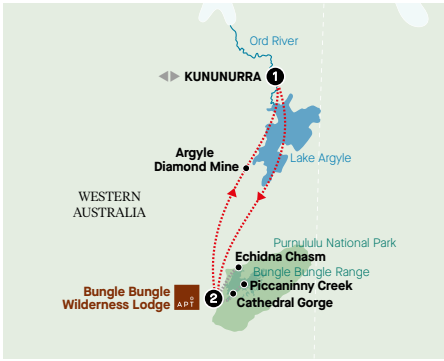 Ord River
KUNUNURRA
1
Argyle
Diamond Mine
Lake Argyle
WESTERN
AUSTRALIA
Purnululu National Park
Echidna Chasm
Bungle Bungle Range
Piccaninny Creek
Cathedral Gorge
Bungle Bungle
Wilderness Lodge
APT
2